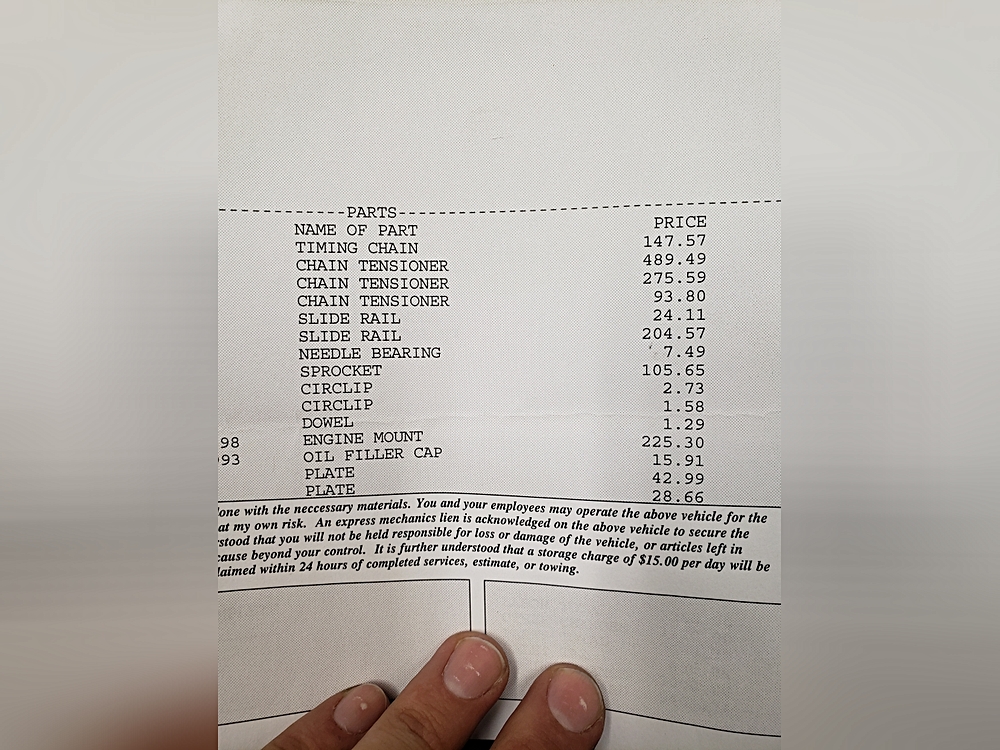 PARTS
NAME OF PART PRICE
TIMING CHAIN 147.57
CHAIN TENSIONER 489.49
CHAIN TENSIONER 275.59
CHAIN TENSIONER 93.80
SLIDE RAIL 24.11
SLIDE RAIL 204.57
NEEDLE BEARING 7.49
SPROCKET 105.65
CIRCLIP 2.73
CIRCLIP 1.58
DOWEL 1.29
98 ENGINE MOUNT 225.30
93 OIL FILLER CAP 15.91
PLATE 42.99
PLATE 28.66
one with the neccessary materials. You and your employees may operate the above vehicle for the
at my own risk. An express mechanics lien is acknowledged on the above vehicle to secure the
stood that you will not be held responsible for loss or damage of the vehicle, or articles left in
cause beyond your control. It is further understood that a storage charge of $15.00 per day will be
laimed within 24 hours of completed services, estimate, or towing.